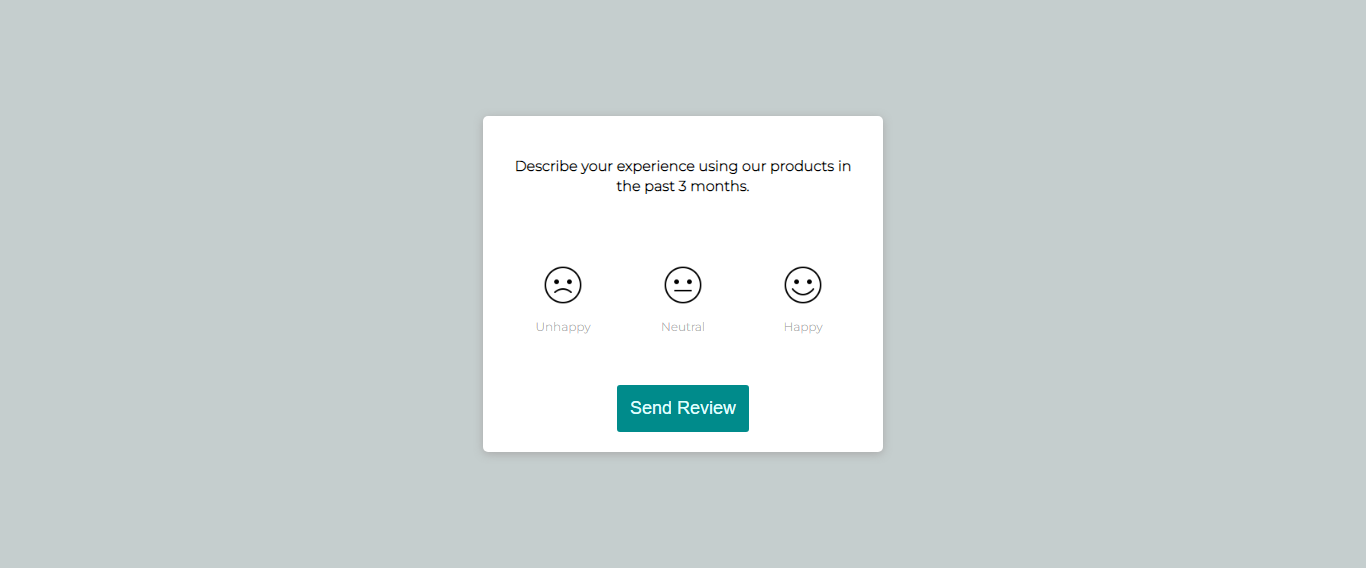 Describe your experience using our products in
the past 3 months.
Unhappy
Neutral
Happy
Send Review